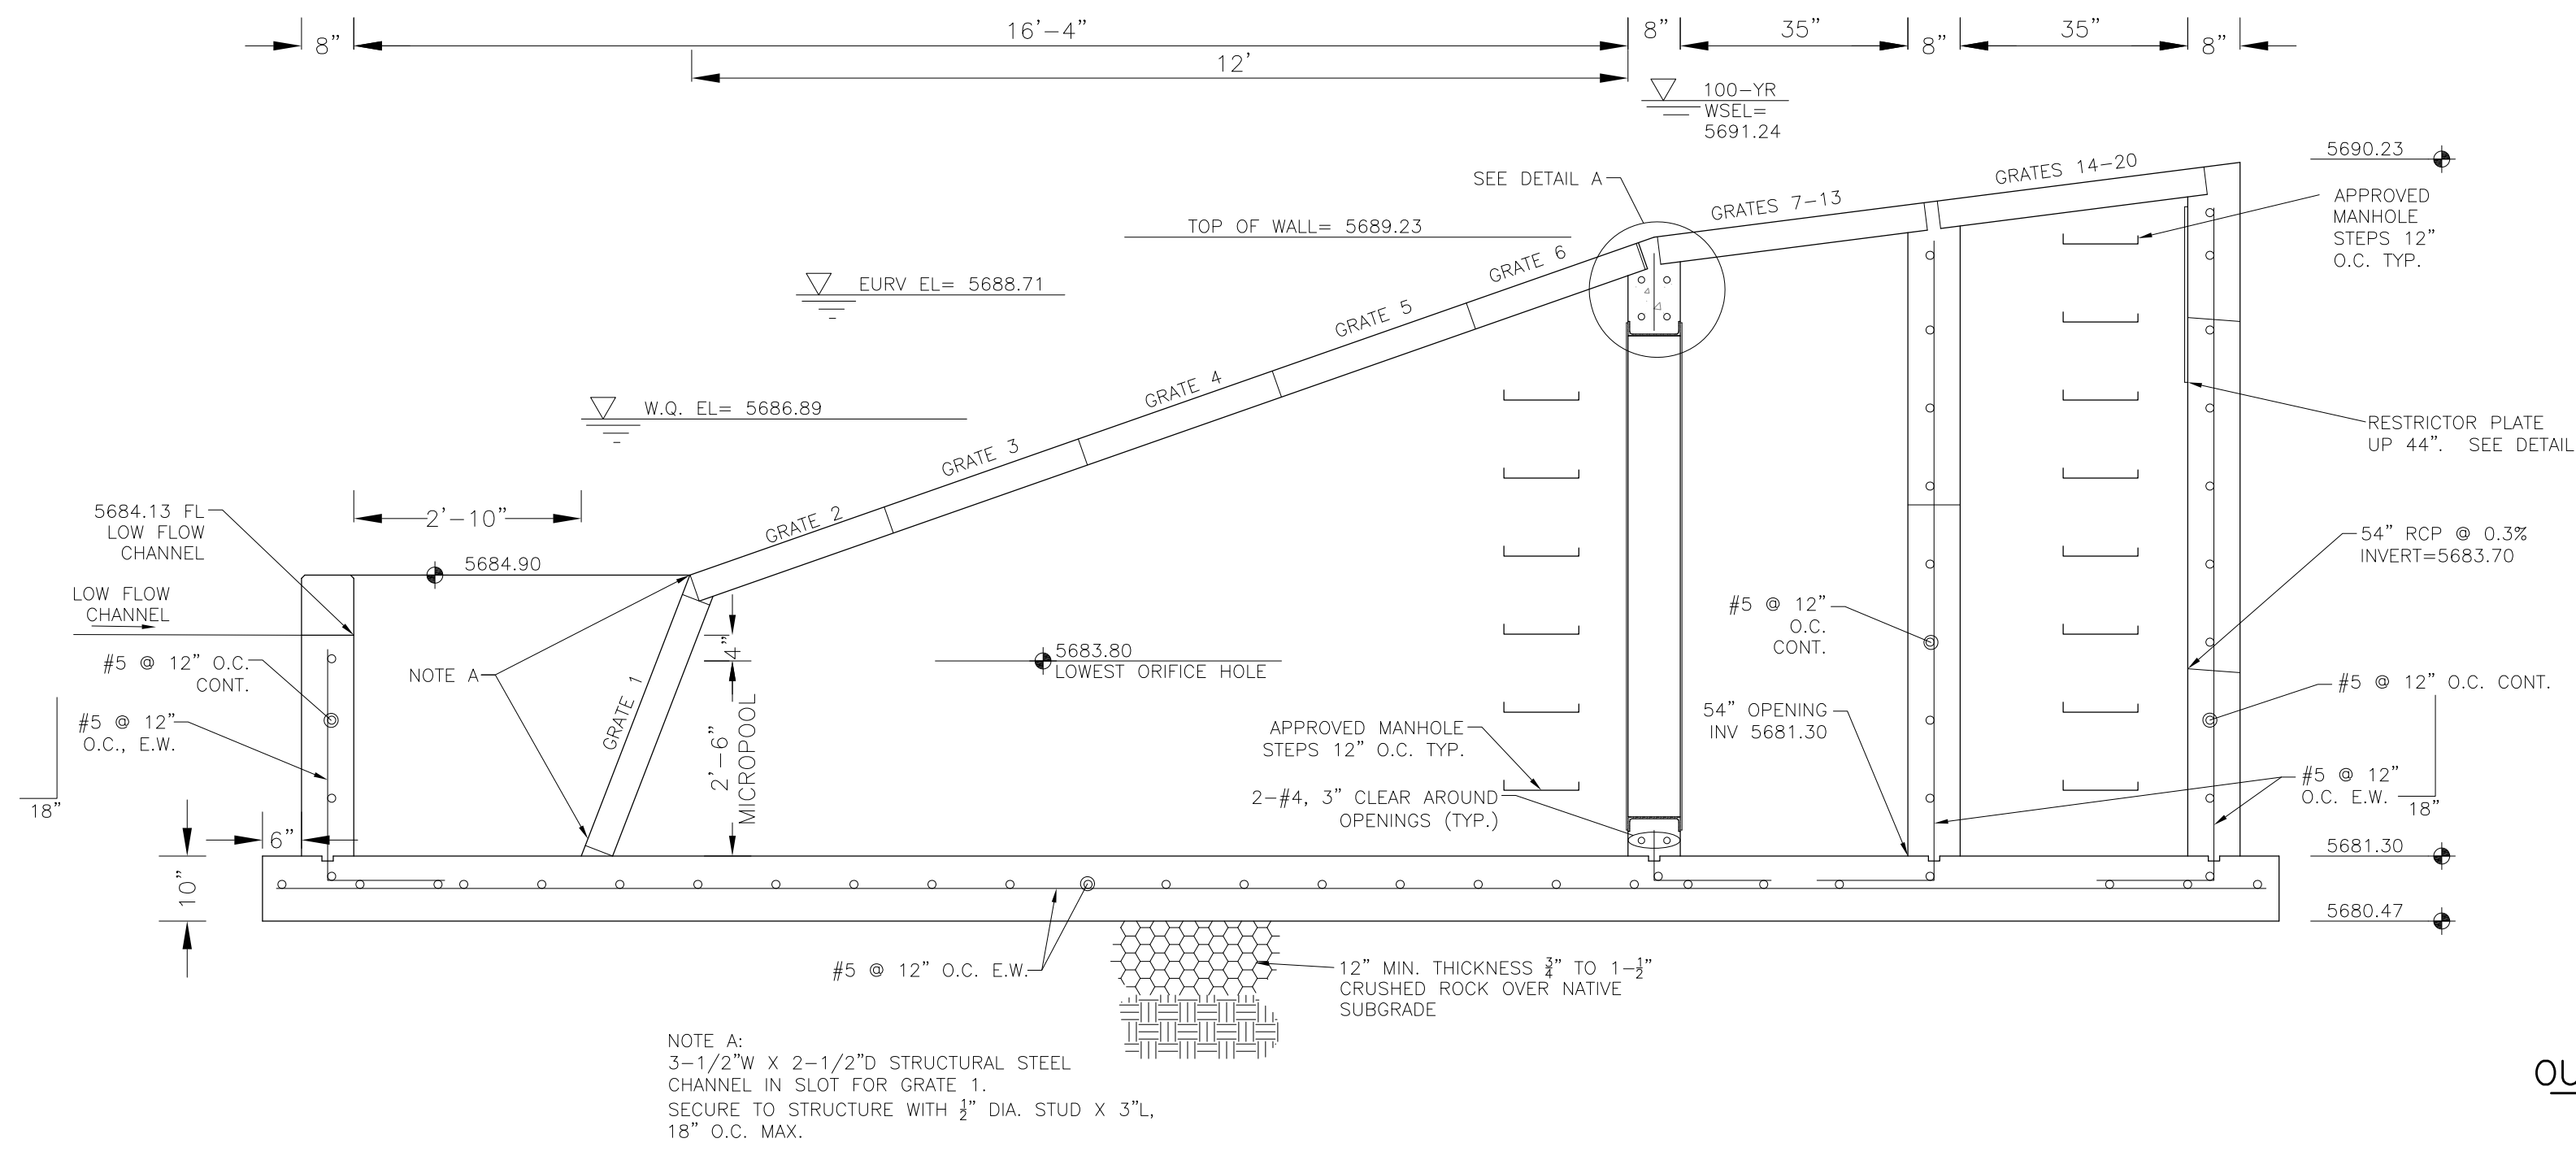 8”
16’-4”
8”
35”
8”
35”
8”
12’
100-YR
WSEL=
5691.24
SEE DETAIL A
GRATES 7-13
GRATES 14-20
5690.23
APPROVED
MANHOLE
STEPS 12”
O.C. TYP.
TOP OF WALL= 5689.23
EURV EL= 5688.71
GRATE 6
GRATE 5
W.Q. EL= 5686.89
GRATE 4
GRATE 3
GRATE 2
RESTRICTOR PLATE
UP 44”. SEE DETAIL
5684.13 FL
LOW FLOW
CHANNEL
2’-10”
5684.90
LOW FLOW
CHANNEL
54” RCP @ 0.3%
INVERT=5683.70
#5 @ 12”
O.C.
CONT.
4”
5683.80
LOWEST ORIFICE HOLE
#5 @ 12” O.C.
CONT.
NOTE A
GRATE 1
2’-6”
MICROPOOL
#5 @ 12” O.C. CONT.
#5 @ 12”
O.C., E.W.
54” OPENING
INV 5681.30
APPROVED MANHOLE
STEPS 12” O.C. TYP.
2-#4, 3” CLEAR AROUND
OPENINGS (TYP.)
#5 @ 12”
O.C. E.W.
18”
18”
6”
10”
5681.30
5680.47
#5 @ 12” O.C. E.W.
12” MIN. THICKNESS ¾” TO 1-½”
CRUSHED ROCK OVER NATIVE
SUBGRADE
NOTE A:
3-1/2”W X 2-1/2”D STRUCTURAL STEEL
CHANNEL IN SLOT FOR GRATE 1.
SECURE TO STRUCTURE WITH ½” DIA. STUD X 3”L,
18” O.C. MAX.
OU